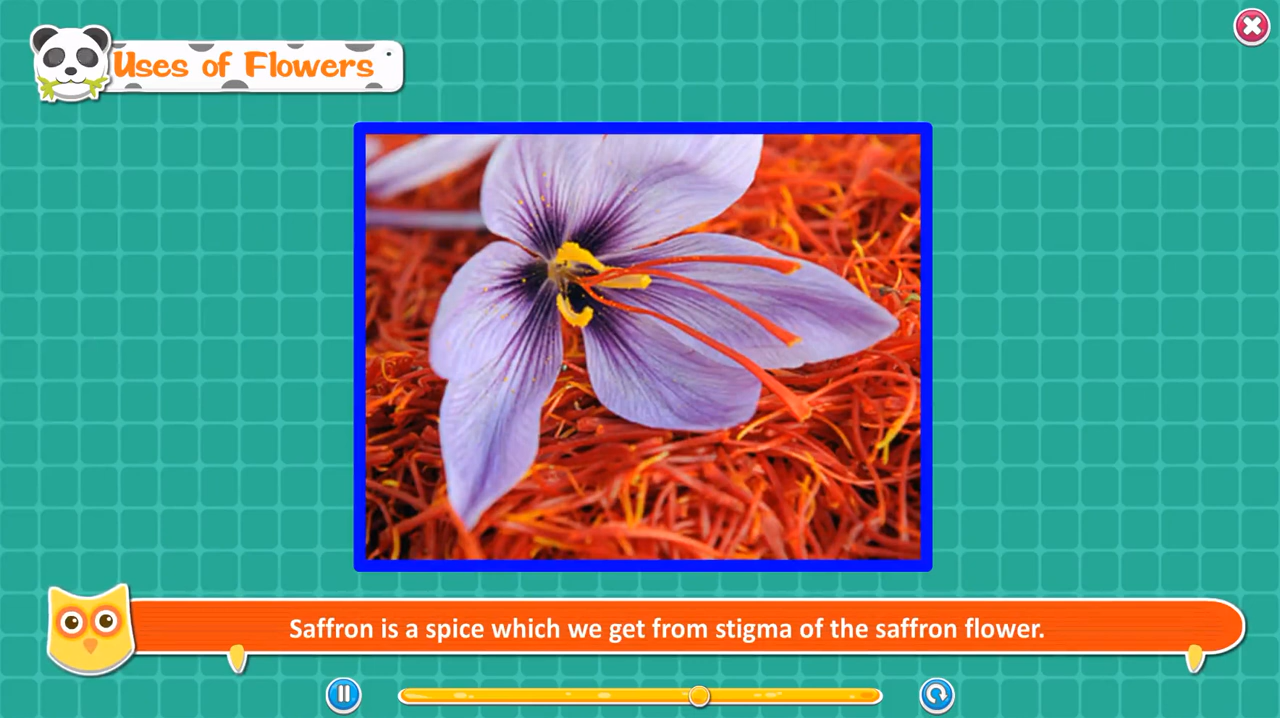 Uses of Flowers
Saffron is a spice which we get from stigma of the saffron flower.